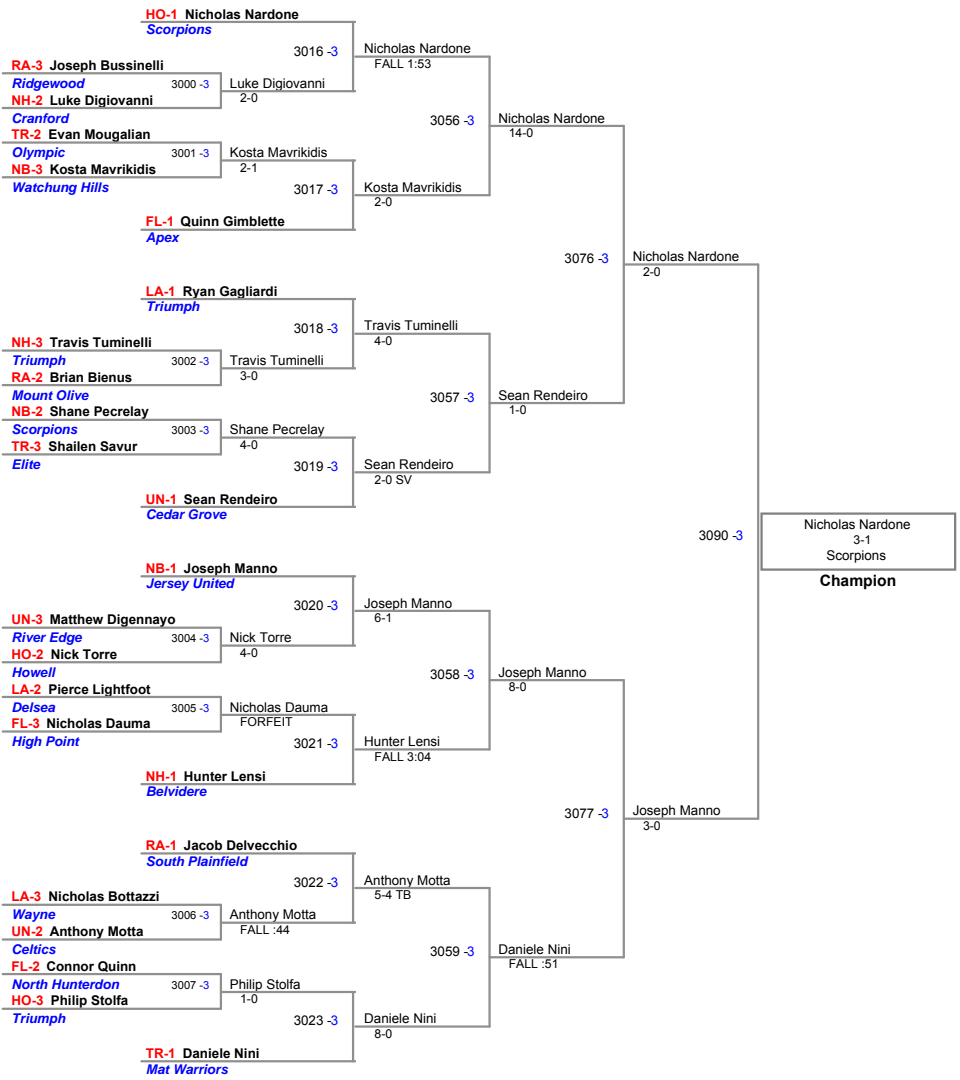 HO-1 Nicholas Nardone
Scorpions
3016 -3
Nicholas Nardone
FALL 1:53
RA-3 Joseph Bussinelli
Ridgewood
3000 -3
Luke Digiovanni
2-0
NH-2 Luke Digiovanni
Cranford
3056 -3
Nicholas Nardone
14-0
TR-2 Evan Mougalian
Olympic
3001 -3
Kosta Mavrikidis
2-1
NB-3 Kosta Mavrikidis
Watchung Hills
3017 -3
Kosta Mavrikidis
2-0
FL-1 Quinn Gimblette
Apex
3076 -3
Nicholas Nardone
2-0
LA-1 Ryan Gagliardi
Triumph
3018 -3
Travis Tuminelli
4-0
NH-3 Travis Tuminelli
Triumph
3002 -3
Travis Tuminelli
3-0
RA-2 Brian Bienus
Mount Olive
3057 -3
Sean Rendeiro
1-0
NB-2 Shane Pecrelay
Scorpions
3003 -3
Shane Pecrelay
4-0
TR-3 Shailen Savur
Elite
3019 -3
Sean Rendeiro
2-0 SV
UN-1 Sean Rendeiro
Cedar Grove
3090 -3
Nicholas Nardone
3-1
Scorpions
Champion
NB-1 Joseph Manno
Jersey United
3020 -3
Joseph Manno
6-1
UN-3 Matthew Digennayo
River Edge
3004 -3
Nick Torre
4-0
HO-2 Nick Torre
Howell
3058 -3
Joseph Manno
8-0
LA-2 Pierce Lightfoot
Delsea
3005 -3
Nicholas Dauma
FORFEIT
FL-3 Nicholas Dauma
High Point
3021 -3
Hunter Lensi
FALL 3:04
NH-1 Hunter Lensi
Belvidere
3077 -3
Joseph Manno
3-0
RA-1 Jacob Delvecchio
South Plainfield
3022 -3
Anthony Motta
5-4 TB
LA-3 Nicholas Bottazzi
Wayne
3006 -3
Anthony Motta
FALL :44
UN-2 Anthony Motta
Celtics
3059 -3
Daniele Nini
FALL :51
FL-2 Connor Quinn
North Hunterdon
3007 -3
Philip Stolfa
1-0
HO-3 Philip Stolfa
Triumph
3023 -3
Daniele Nini
8-0
TR-1 Daniele Nini
Mat Warriors